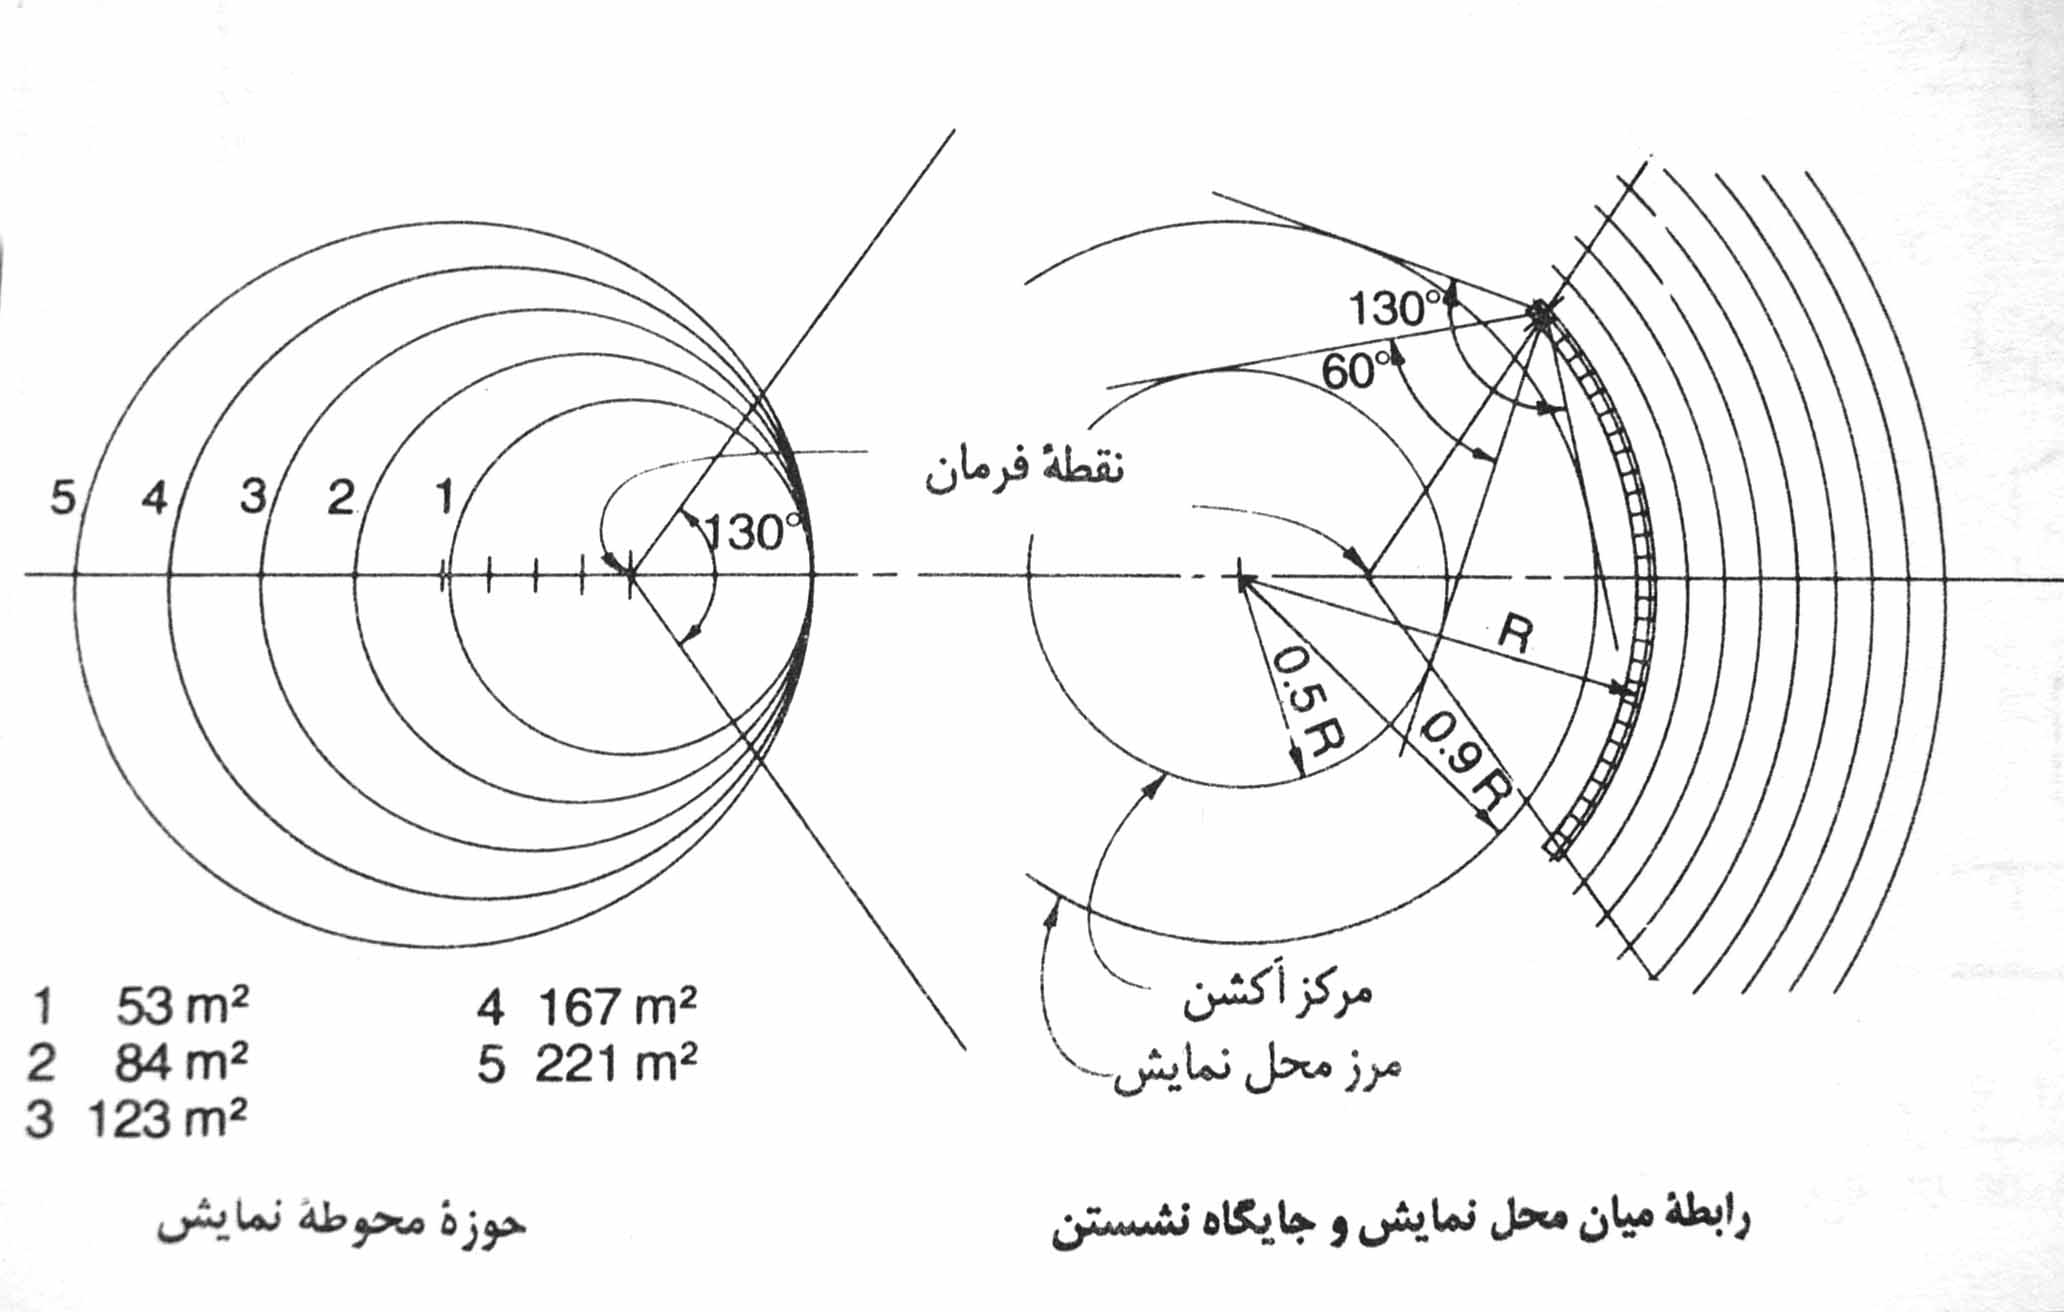 130°
60°
5 4 3 2 1
نقطهٔ فرمان
130°
R
0.5 R
0.9 R
مرکز اَکشن
مرز محل نمایش
1 53 m²
2 84 m²
3 123 m²
4 167 m²
5 221 m²
حوزهٔ محوطهٔ نمایش
رابطهٔ میان محل نمایش و جایگاه نشستن